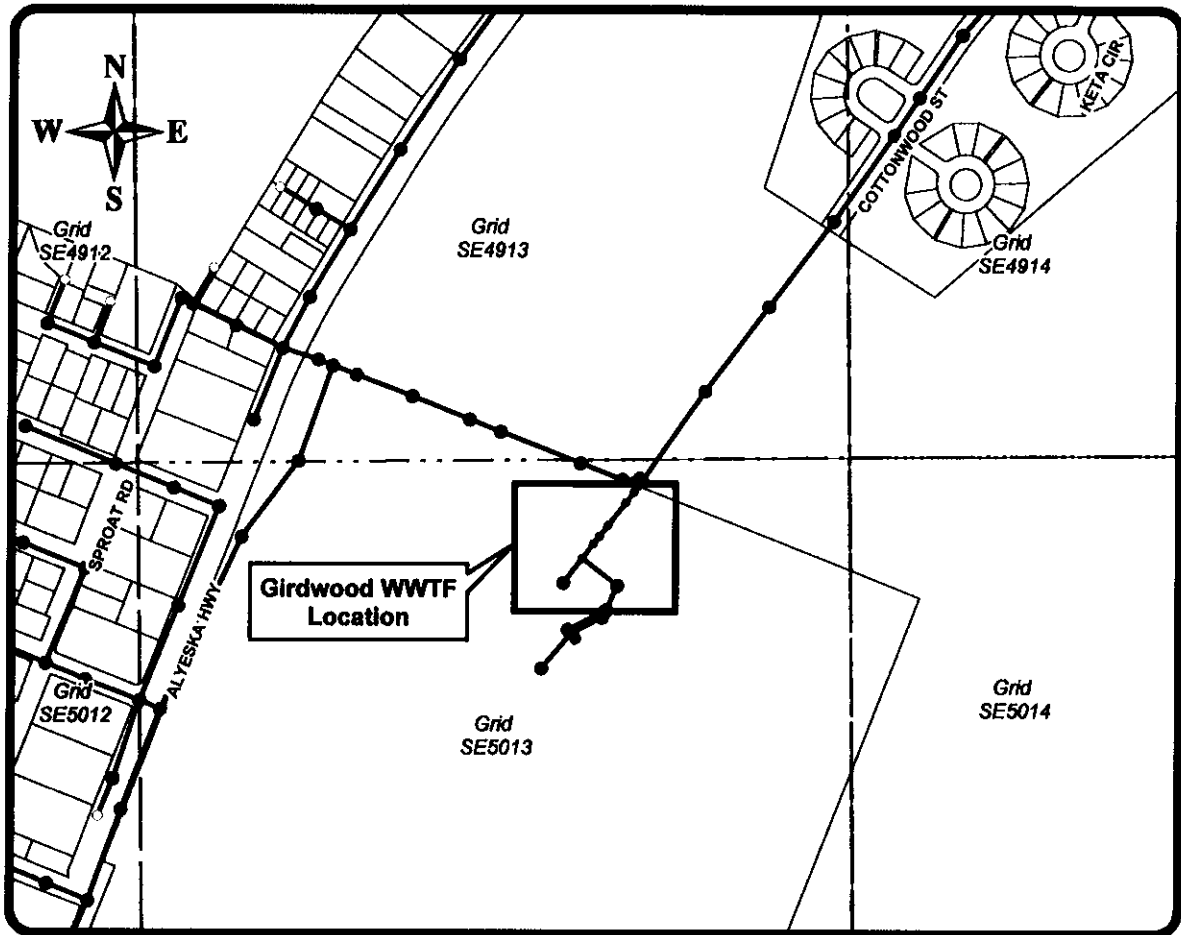 N
W E
S
Grid
SE4912
Grid
SE4913
COTTONWOOD ST
KETA CIR
Grid
SE4914
SPROAT RD
ALYESKA HWY
Girdwood WWTF
Location
Grid
SE5012
Grid
SE5013
Grid
SE5014